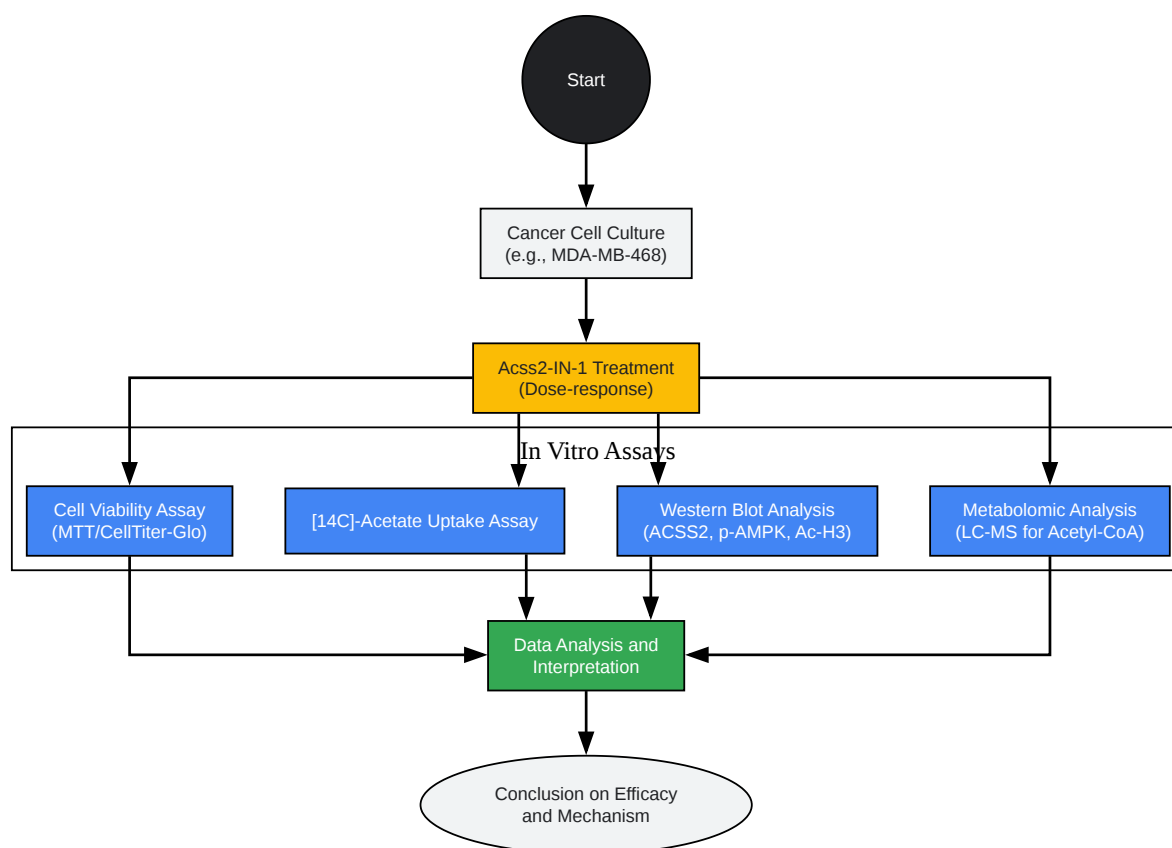 Start
Cancer Cell Culture
(e.g., MDA-MB-468)
Acss2-IN-1 Treatment
(Dose-response)
In Vitro Assays
Cell Viability Assay
(MTT/CellTiter-Glo)
[14C]-Acetate Uptake Assay
Western Blot Analysis
(ACSS2, p-AMPK, Ac-H3)
Metabolomic Analysis
(LC-MS for Acetyl-CoA)
Data Analysis and
Interpretation
Conclusion on Efficacy
and Mechanism